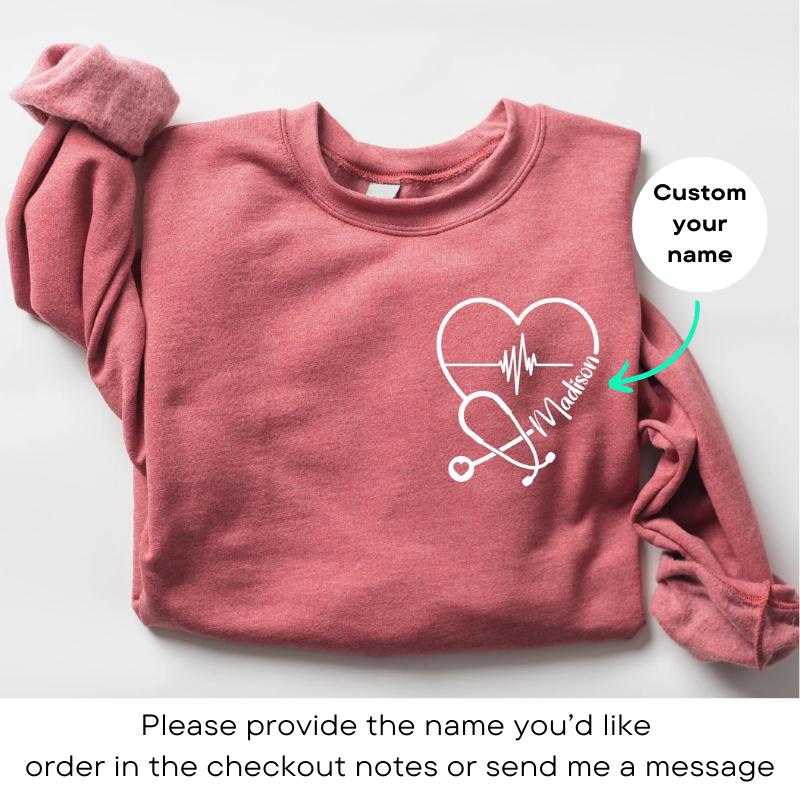 Custom
your
name
Madison
Please provide the name you’d like
order in the checkout notes or send me a message